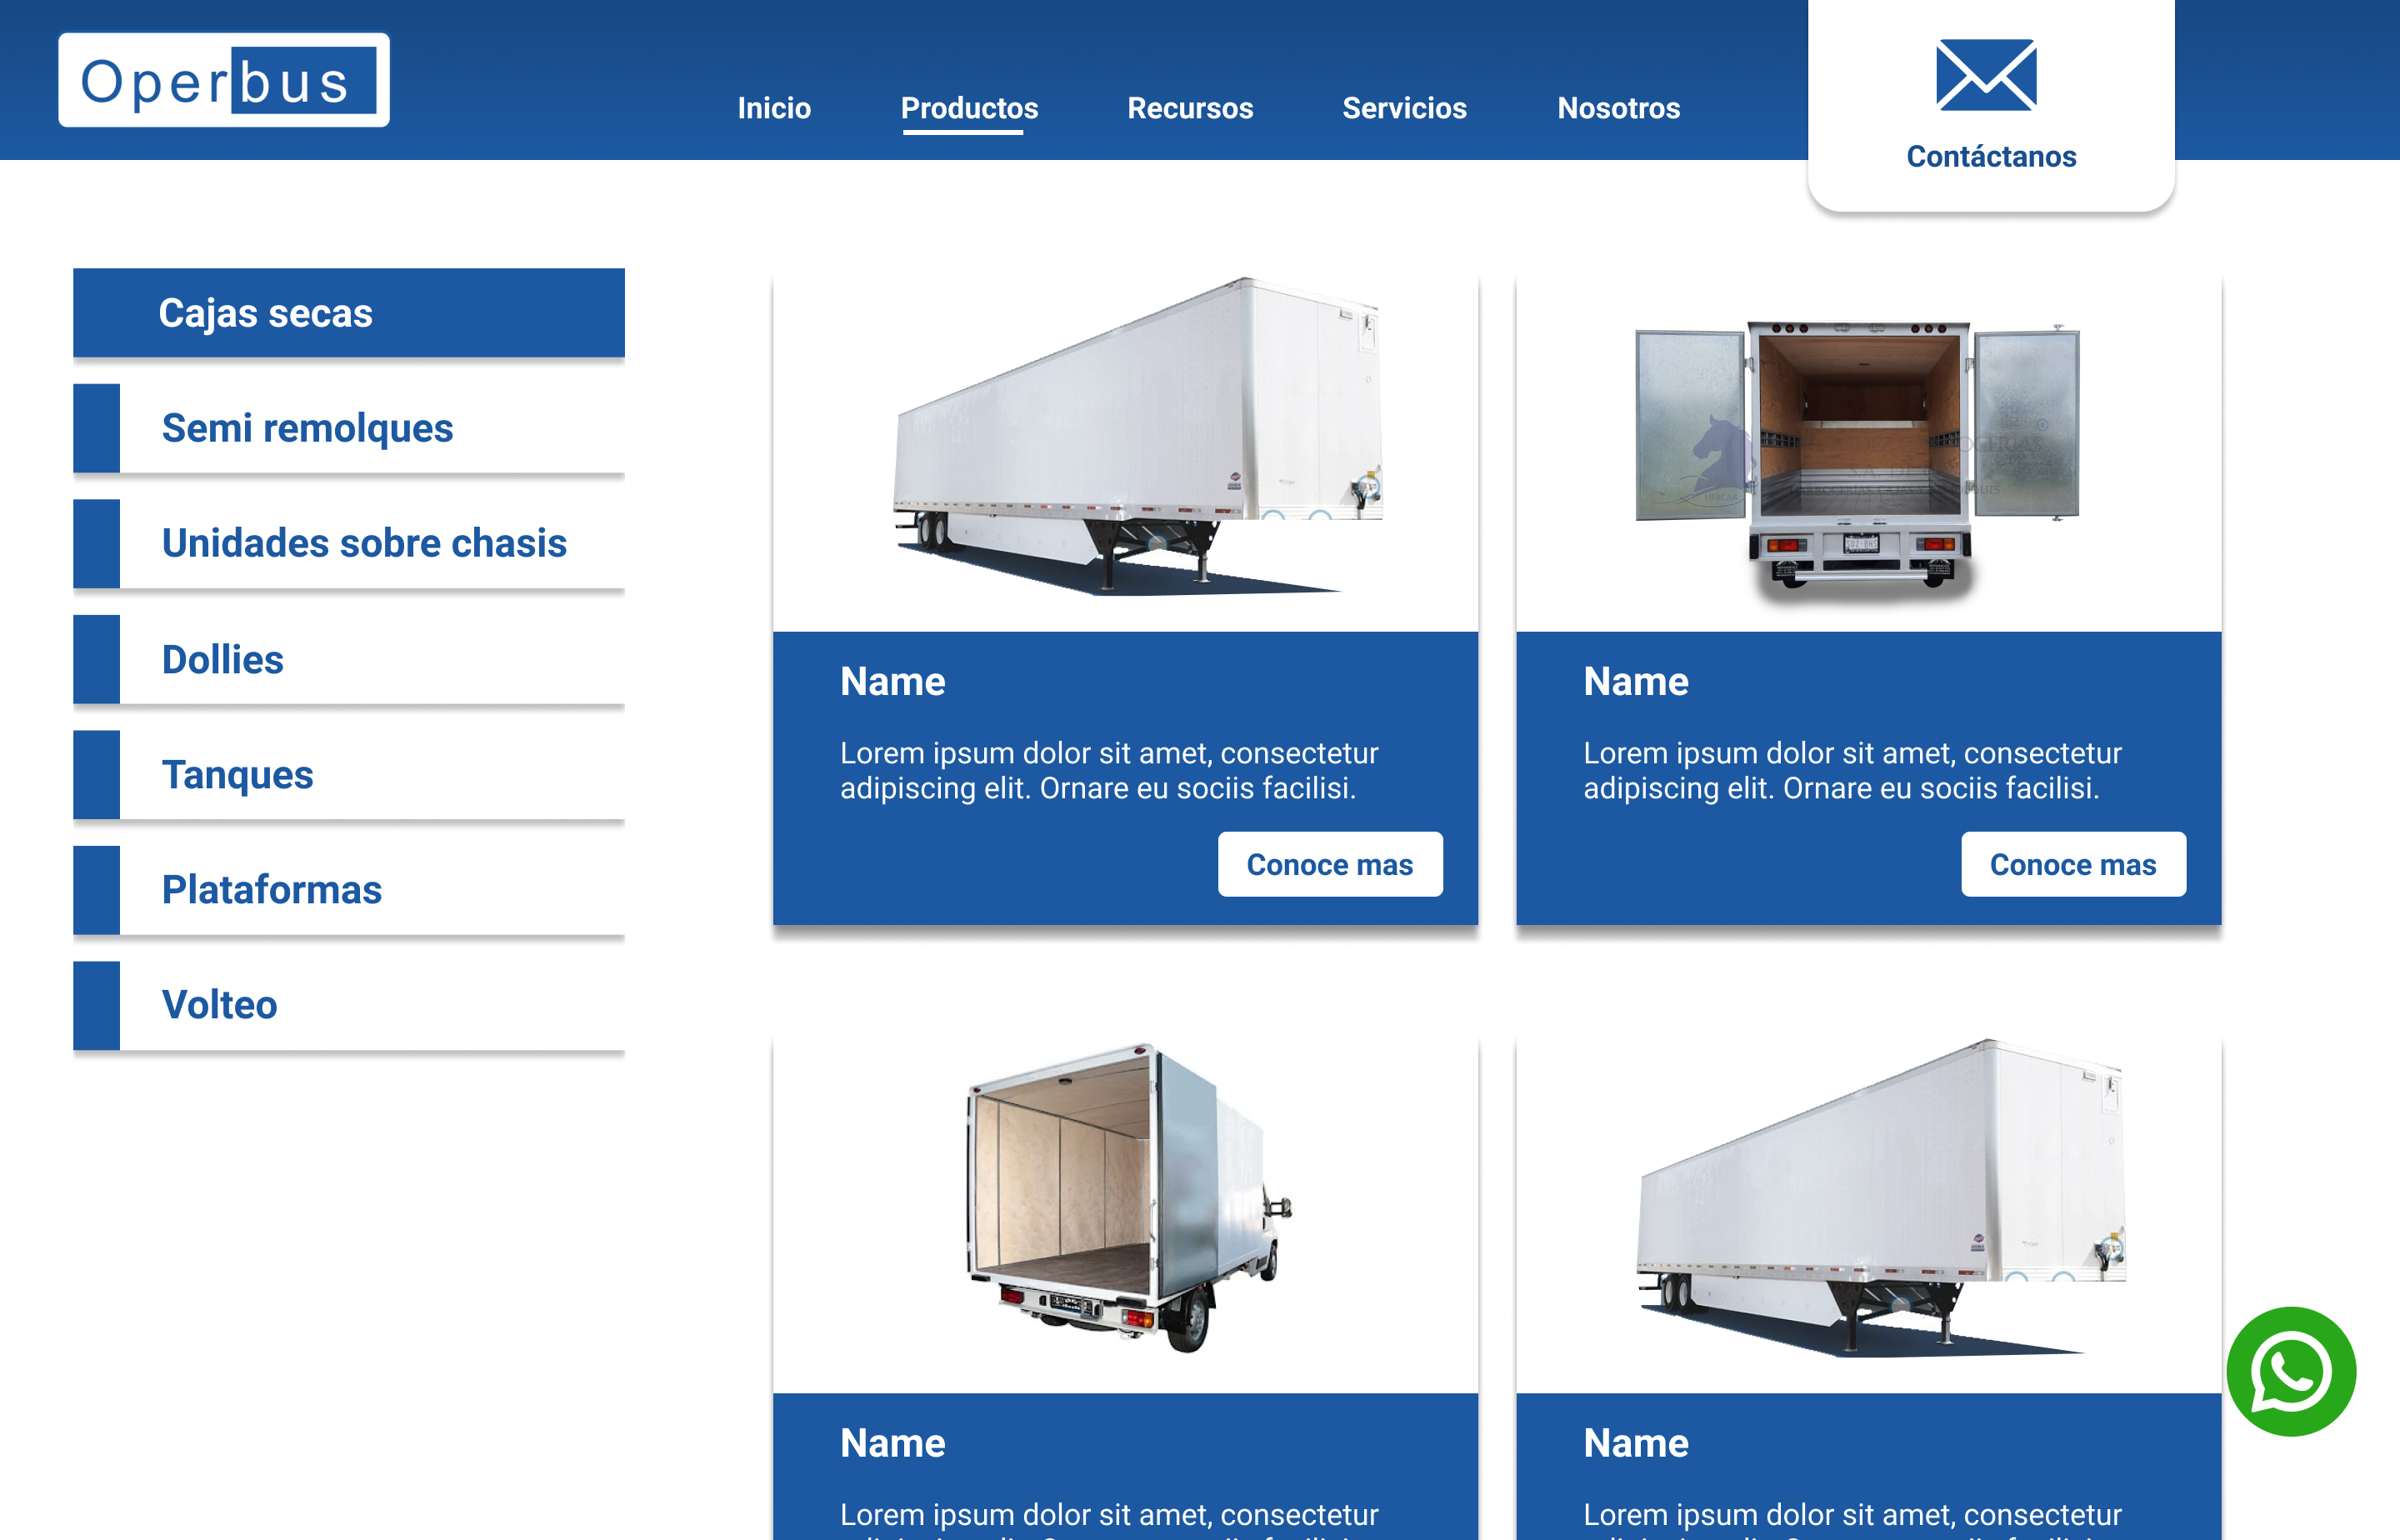 Operbus
Inicio
Productos
Recursos
Servicios
Nosotros
Contáctanos
Cajas secas
Semi remolques
Unidades sobre chasis
Dollies
Tanques
Plataformas
Volteo
Name
Lorem ipsum dolor sit amet, consectetur
adipiscing elit. Ornare eu sociis facilisi.
Conoce mas
Name
Lorem ipsum dolor sit amet, consectetur
adipiscing elit. Ornare eu sociis facilisi.
Conoce mas
Name
Lorem ipsum dolor sit amet, consectetur
Name
Lorem ipsum dolor sit amet, consectetur